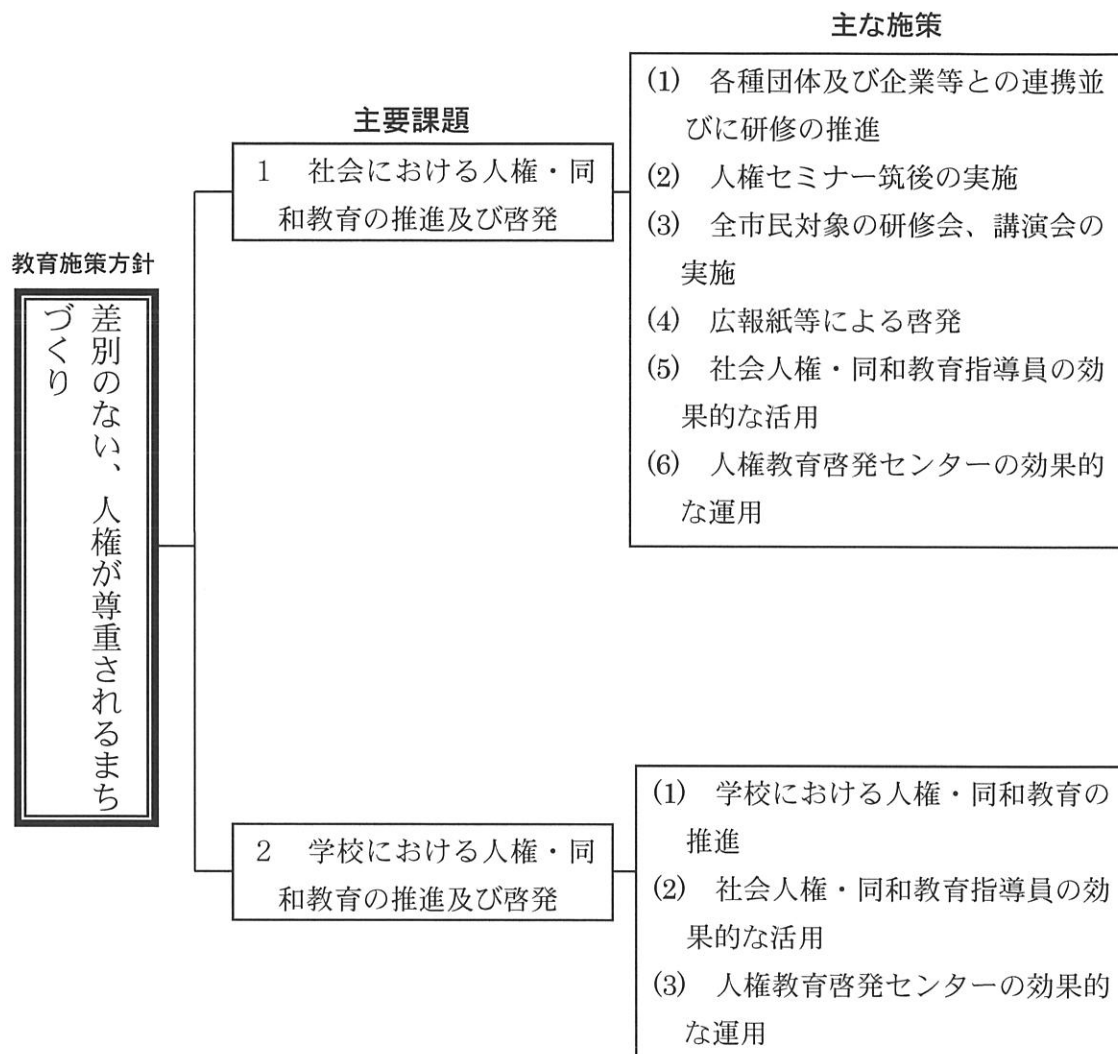 主な施策
(1) 各種団体及び企業等との連携並
びに研修の推進
(2) 人権セミナー筑後の実施
(3) 全市民対象の研修会、講演会の
実施
(4) 広報紙等による啓発
(5) 社会人権・同和教育指導員の効
果的な活用
(6) 人権教育啓発センターの効果的
な運用
主要課題
1 社会における人権・同
和教育の推進及び啓発
教育施策方針
差別のない、人権が尊重されるまち
づくり
2 学校における人権・同
和教育の推進及び啓発
(1) 学校における人権・同和教育の
推進
(2) 社会人権・同和教育指導員の効
果的な活用
(3) 人権教育啓発センターの効果的
な運用